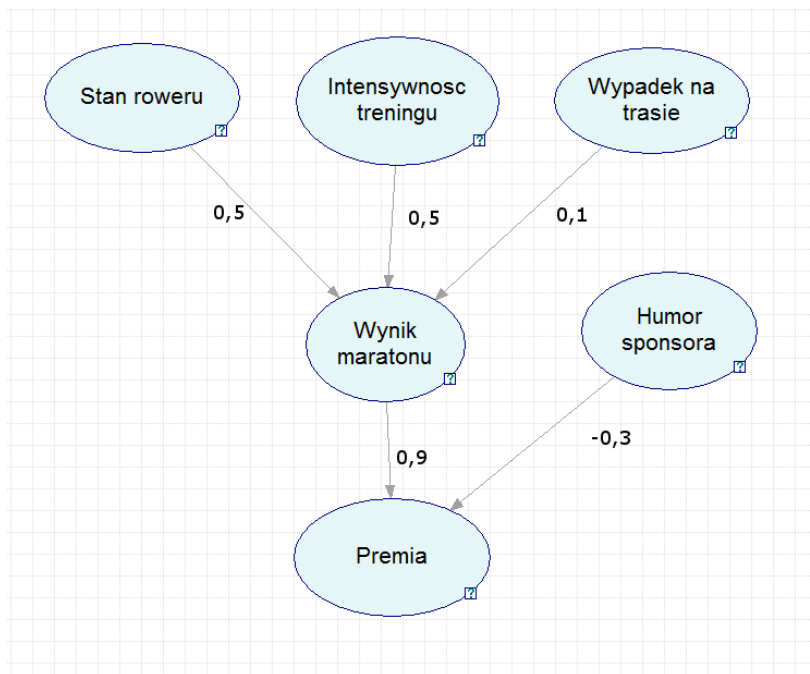 Stan roweru
Intensywnosc
treningu
Wypadek na
trasie
?
?
?
0,5
0,5
0,1
Wynik
maratonu
Humor
sponsora
?
?
0,9
-0,3
Premia
?